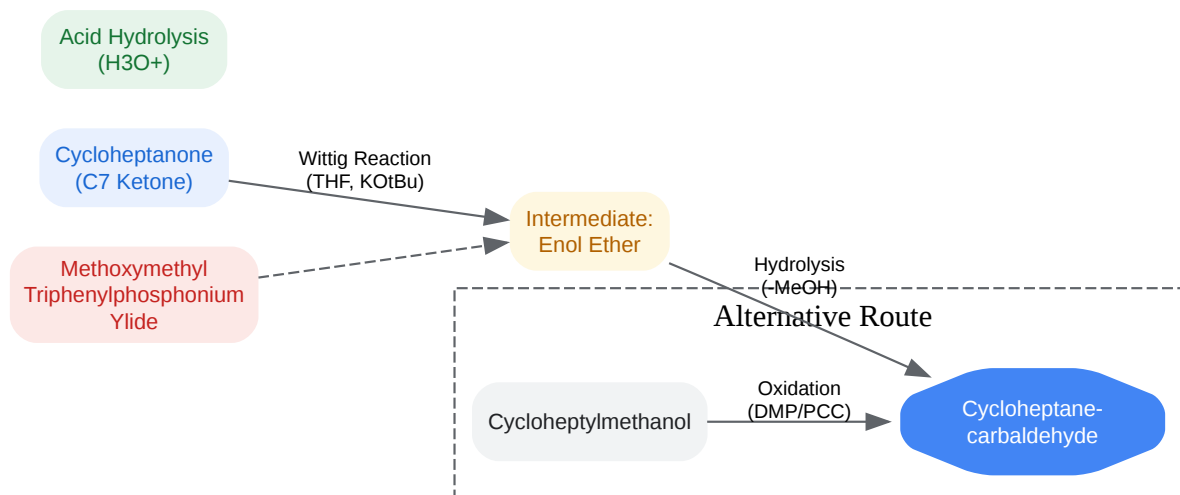 Acid Hydrolysis
(H3O+)
Cycloheptanone
(C7 Ketone)
Wittig Reaction
(THF, KOtBu)
Methoxymethyl
Triphenylphosphonium
Ylide
Intermediate:
Enol Ether
Hydrolysis
(-MeOH)
Alternative Route
Cycloheptylmethanol
Oxidation
(DMP/PCC)
Cycloheptane-
carbaldehyde